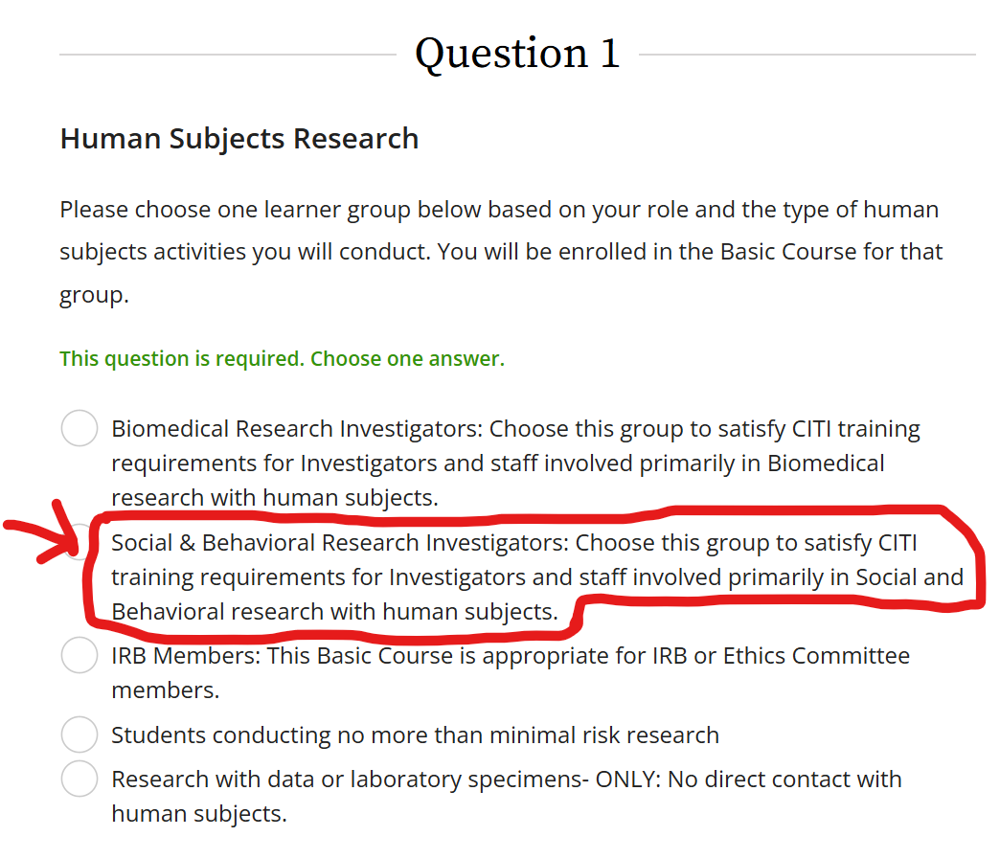 Question 1
Human Subjects Research
Please choose one learner group below based on your role and the type of human
subjects activities you will conduct. You will be enrolled in the Basic Course for that
group.
This question is required. Choose one answer.
Biomedical Research Investigators: Choose this group to satisfy CITI training
requirements for Investigators and staff involved primarily in Biomedical
research with human subjects.
Social & Behavioral Research Investigators: Choose this group to satisfy CITI
training requirements for Investigators and staff involved primarily in Social and
Behavioral research with human subjects.
IRB Members: This Basic Course is appropriate for IRB or Ethics Committee
members.
Students conducting no more than minimal risk research
Research with data or laboratory specimens- ONLY: No direct contact with
human subjects.